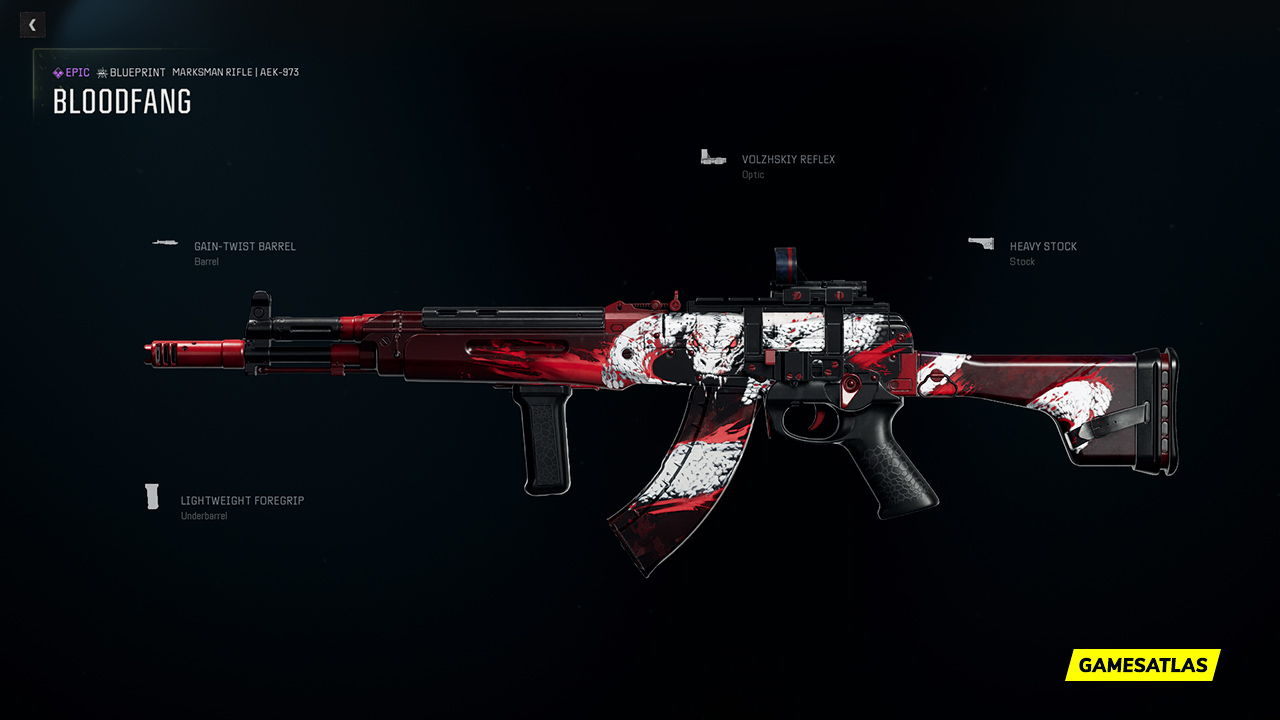 EPIC BLUEPRINT MARKSMAN RIFLE | AEK-973
BLOODFANG
VOLZHSKIY REFLEX
Optic
GAIN-TWIST BARREL
Barrel
HEAVY STOCK
Stock
LIGHTWEIGHT FOREGRIP
Underbarrel
GAMESATLAS